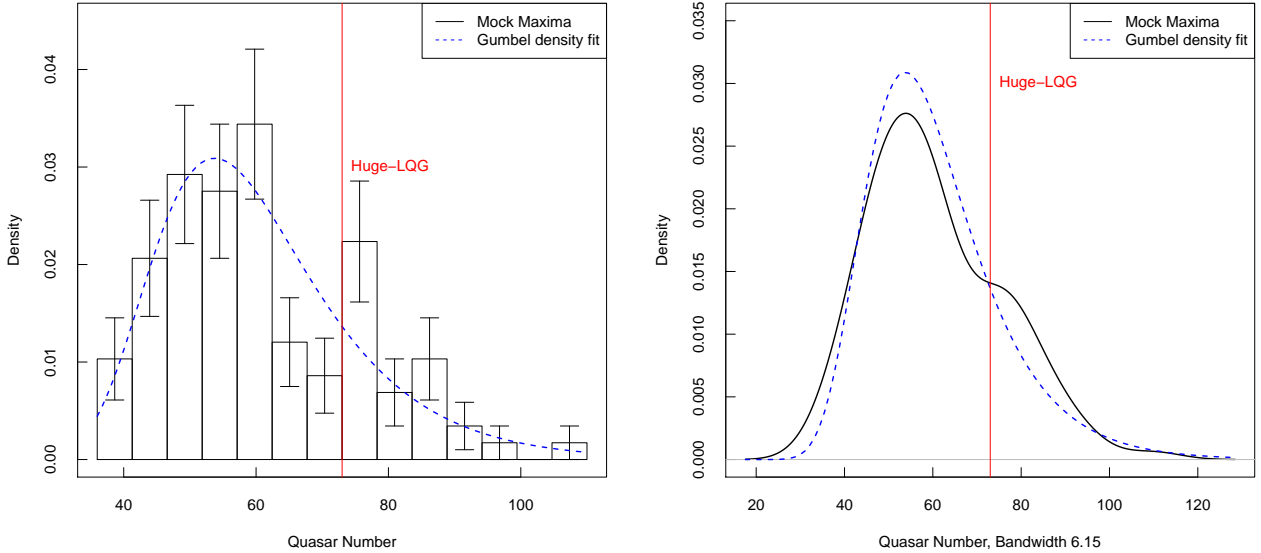 Mock Maxima
Gumbel density fit
Huge−LQG
Density
0.00
0.01
0.02
0.03
0.04
40
60
80
100
Quasar Number
Mock Maxima
Gumbel density fit
Huge−LQG
Density
0.000
0.005
0.010
0.015
0.020
0.025
0.030
0.035
20
40
60
80
100
120
Quasar Number, Bandwidth 6.15